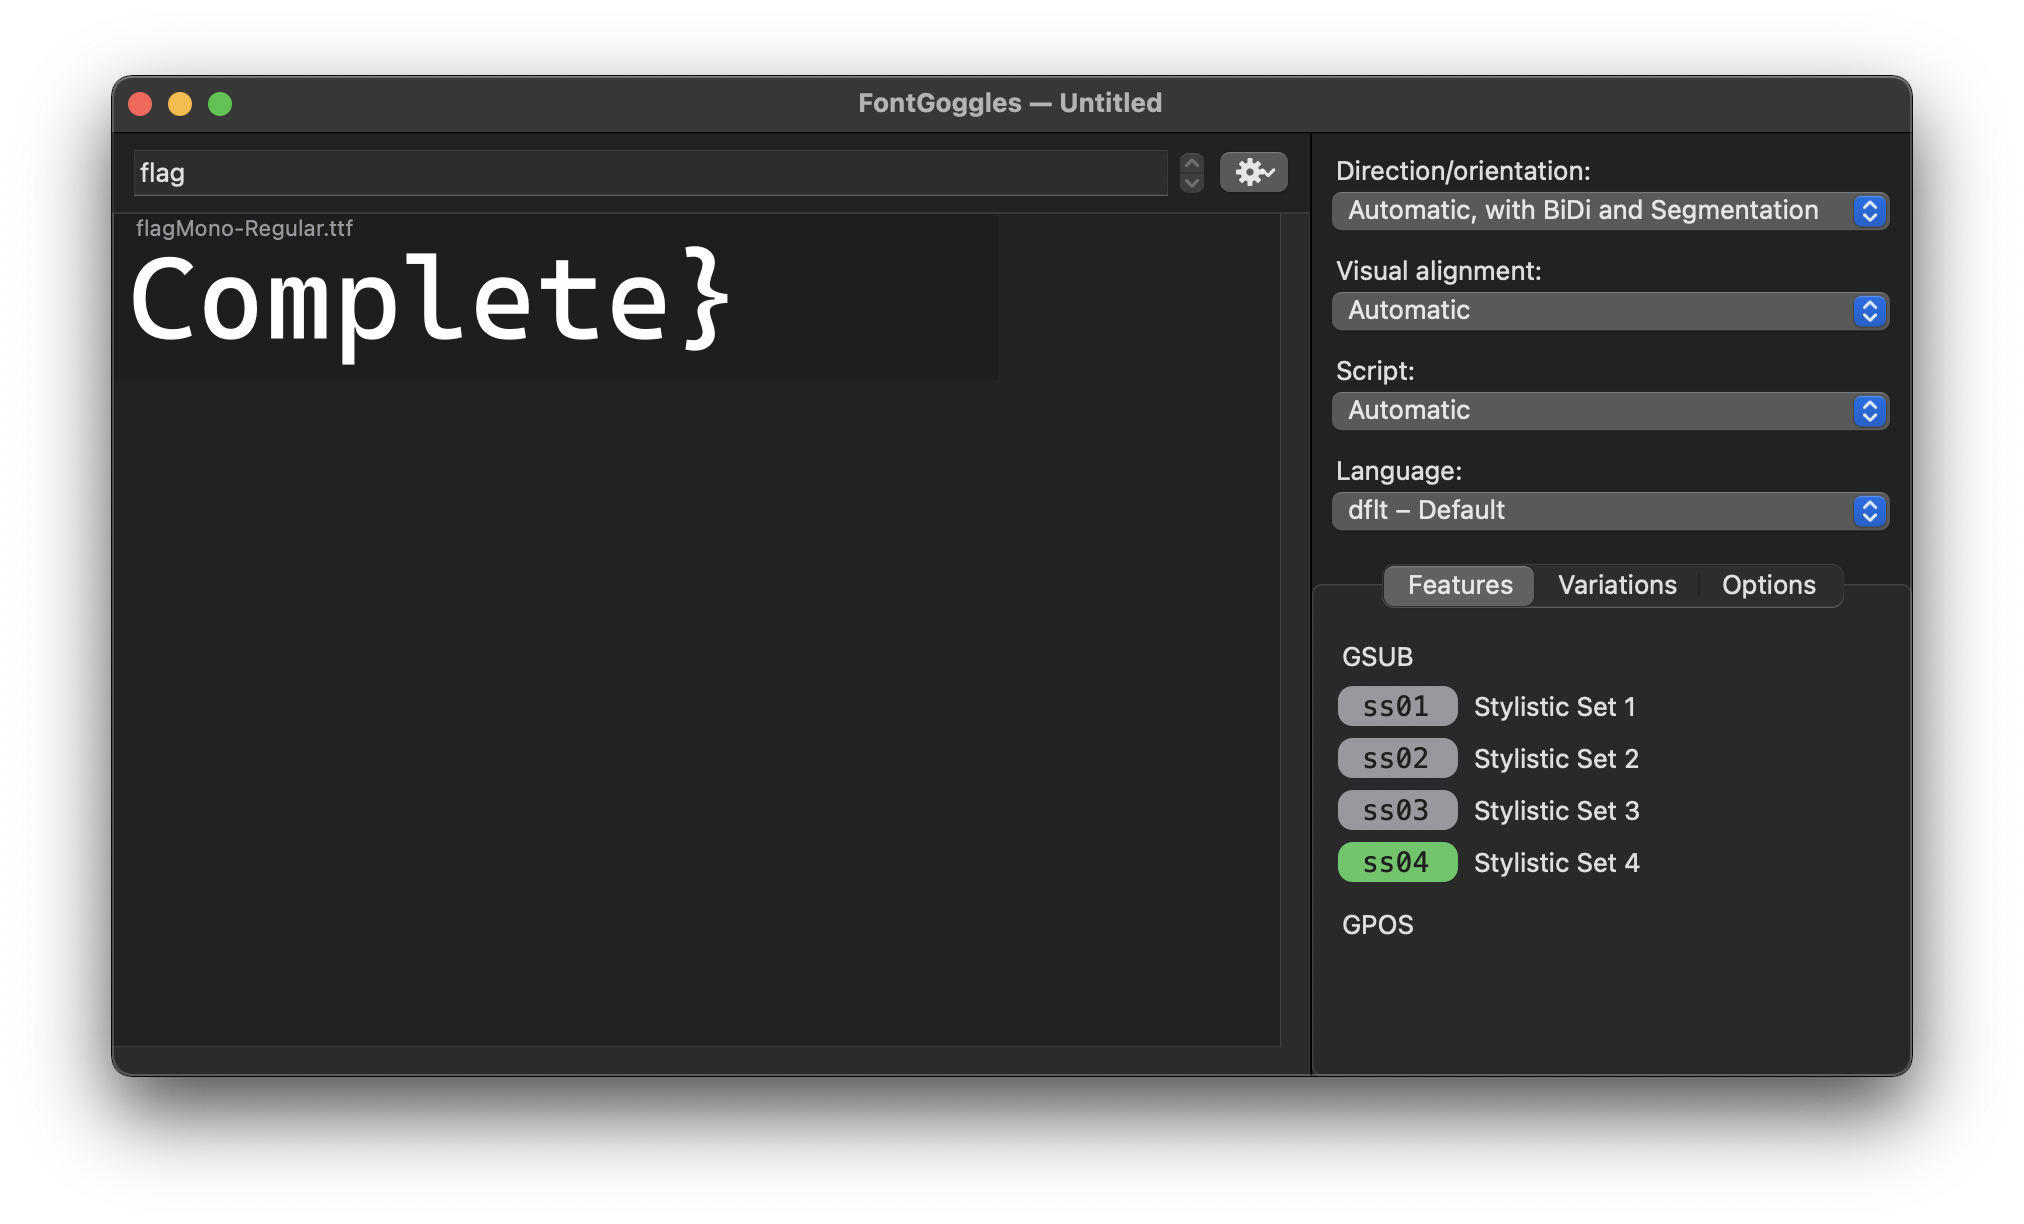 FontGoggles — Untitled
flag
flagMono-Regular.ttf
Complete}
Direction/orientation:
Automatic, with BiDi and Segmentation
Visual alignment:
Automatic
Script:
Automatic
Language:
dflt – Default
Features Variations Options
GSUB
ss01 Stylistic Set 1
ss02 Stylistic Set 2
ss03 Stylistic Set 3
ss04 Stylistic Set 4
GPOS